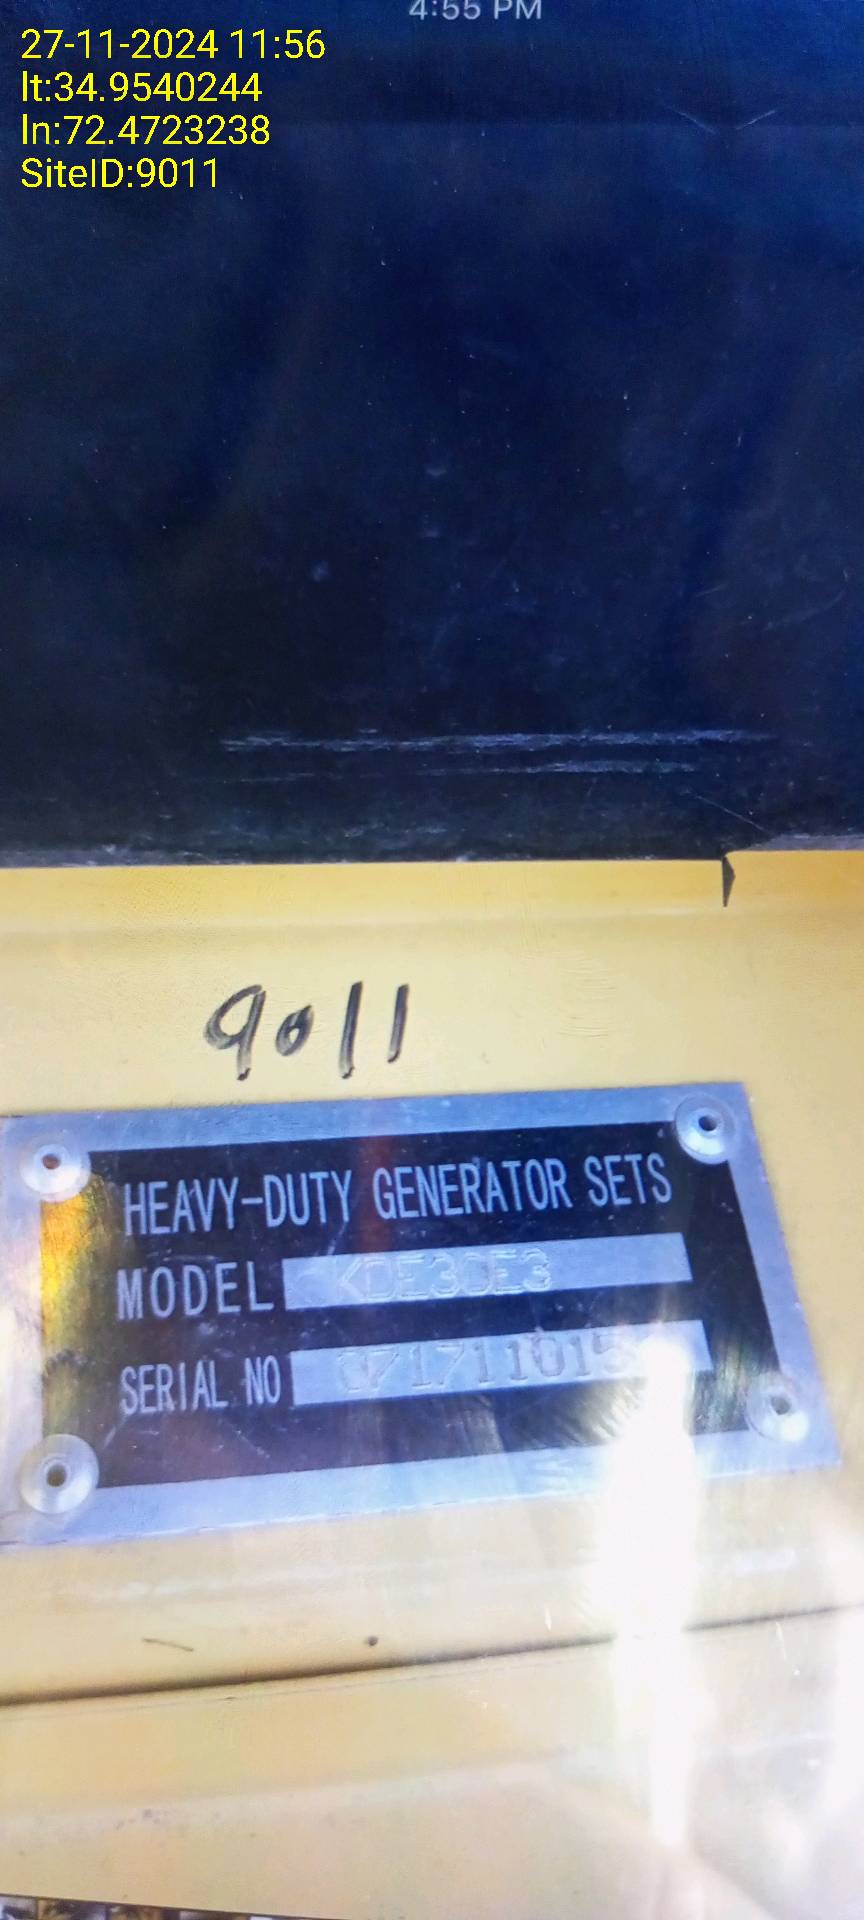 4:55 PM
27-11-2024 11:56
lt:34.9540244
ln:72.4723238
SiteID:9011
9011
HEAVY-DUTY GENERATOR SETS
MODEL KDE30E3
SERIAL NO